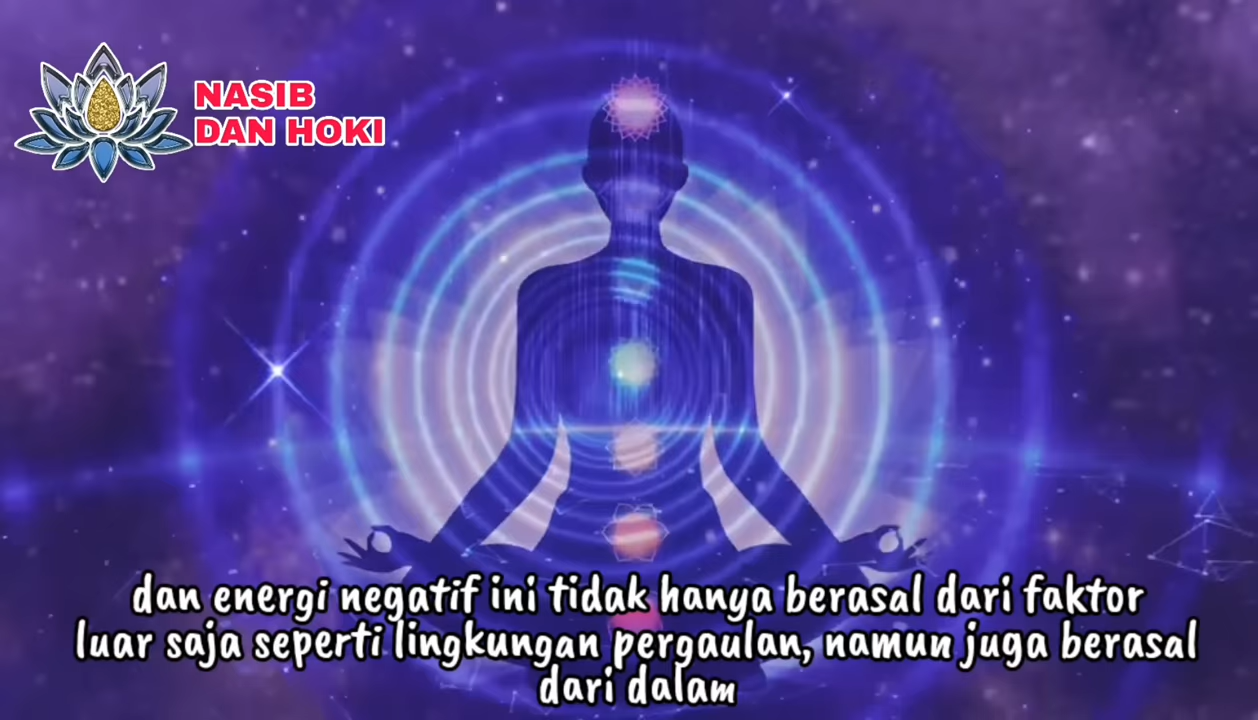 NASIB
DAN HOKI
dan energi negatif ini tidak hanya berasal dari faktor
luar saja seperti lingkungan pergaulan, namun juga berasal
dari dalam